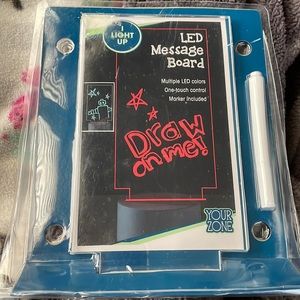 I
LIGHT
UP
LED
Message
Board
Multiple LED colors
One-touch control
Marker included
Draw
on me!
YOUR
ZONE